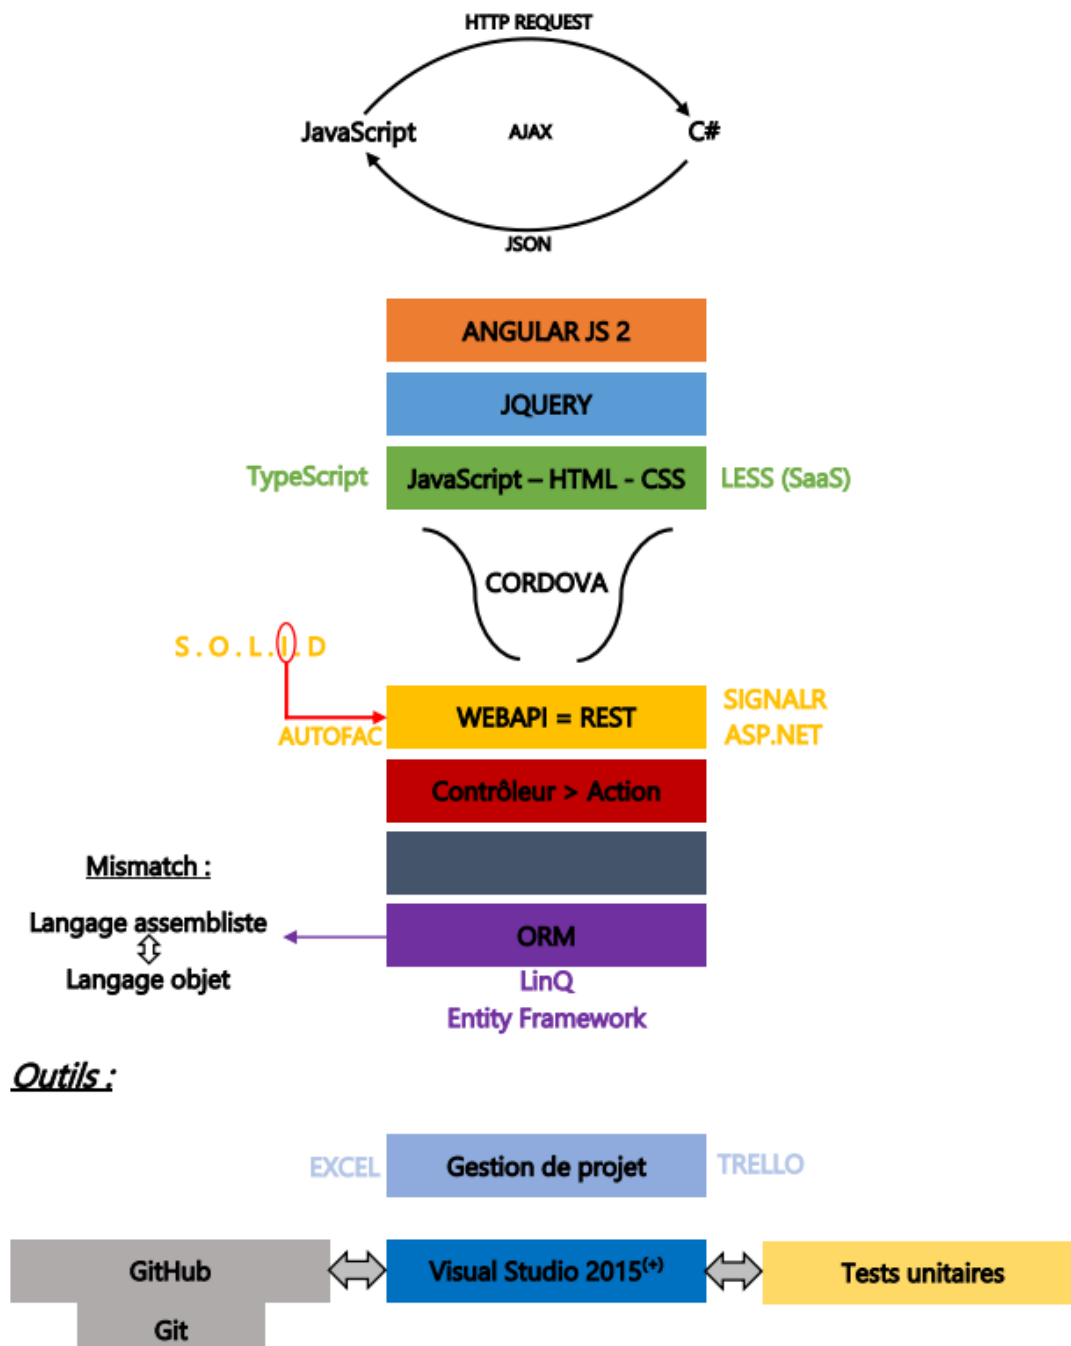 HTTP REQUEST
JavaScript AJAX C#
JSON
ANGULAR JS 2
JQUERY
TypeScript JavaScript – HTML - CSS LESS (SaaS)
CORDOVA
S . O . L . I . D
WEBAPI = REST
SIGNALR
AUTOFAC ASP.NET
Contrôleur > Action
Mismatch :
Langage assembliste
ORM
Langage objet
LinQ
Entity Framework
Outils :
EXCEL Gestion de projet TRELLO
GitHub Visual Studio 2015(+) Tests unitaires
Git